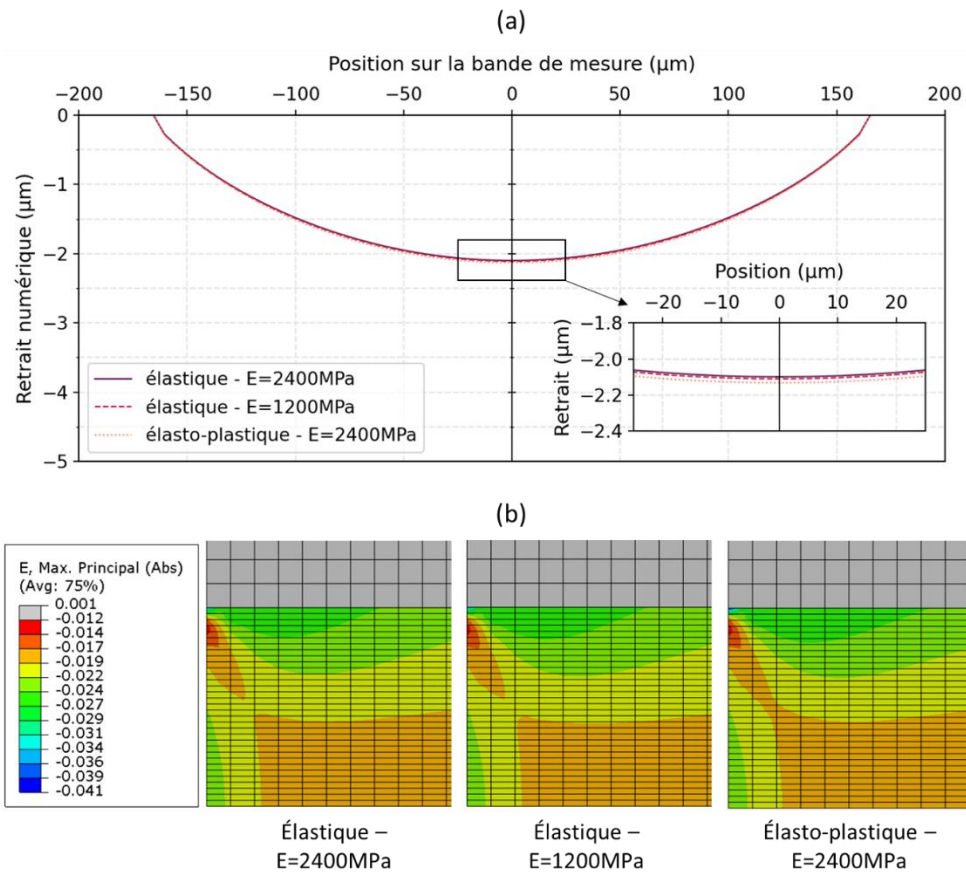 (a)
Position sur la bande de mesure (µm)
−200 −150 −100 −50 0 50 100 150 200
0
−1
−2
−3
−4
−5
Retrait numérique (µm)
élastique - E=2400MPa
élastique - E=1200MPa
élasto-plastique - E=2400MPa
Position (µm)
−20 −10 0 10 20
−1.8
−2.0
−2.2
−2.4
Retrait (µm)
(b)
E, Max. Principal (Abs)
(Avg: 75%)
0.001
-0.012
-0.014
-0.017
-0.019
-0.022
-0.024
-0.027
-0.029
-0.031
-0.034
-0.036
-0.039
-0.041
Élastique –
E=2400MPa
Élastique –
E=1200MPa
Élasto-plastique –
E=2400MPa